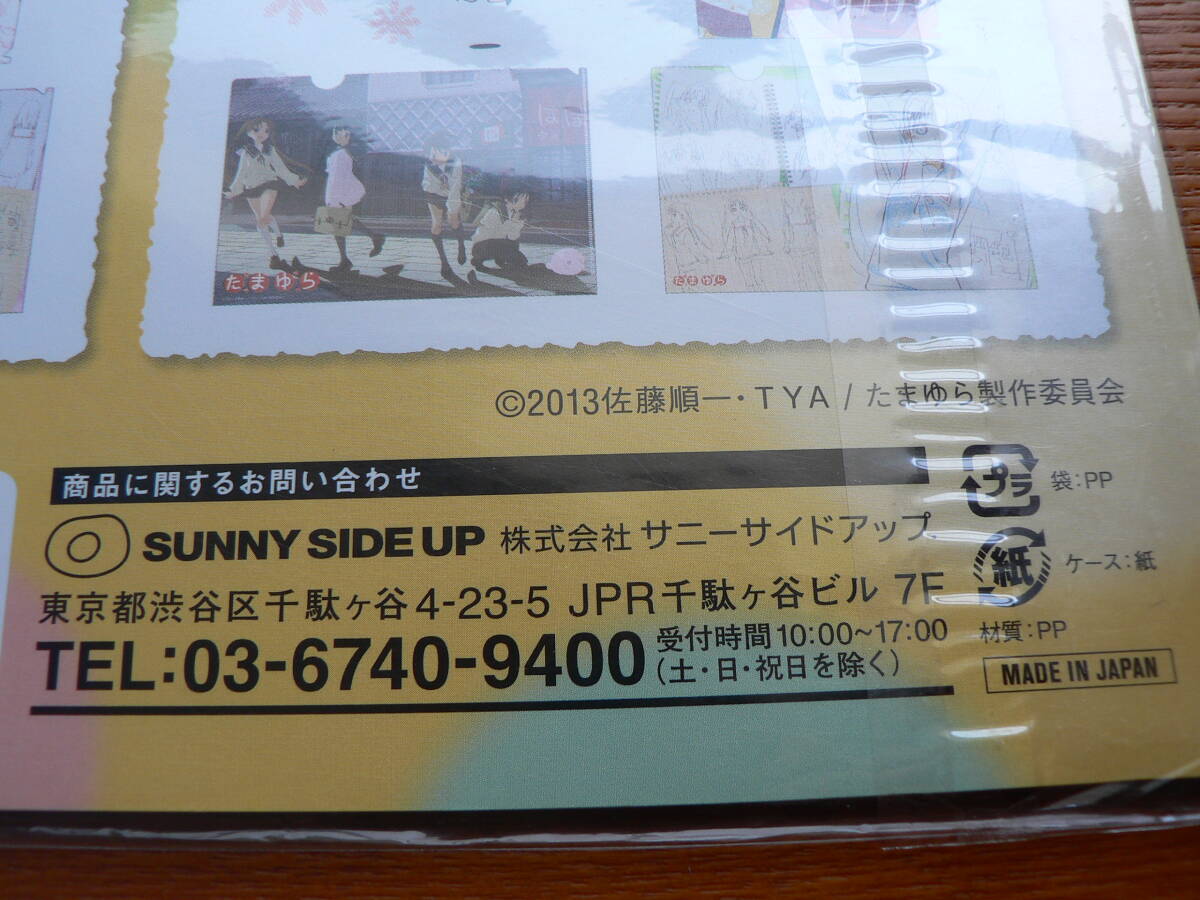 たまゆら
たまゆら
©2013佐藤順一・TYA / たまゆら製作委員会
商品に関するお問い合わせ
SUNNY SIDE UP 株式会社 サニーサイドアップ
東京都渋谷区千駄ヶ谷4-23-5 JPR千駄ヶ谷ビル 7F
TEL:03-6740-9400 受付時間10:00~17:00
(土・日・祝日を除く)
プラ 袋:PP
紙 ケース:紙
材質:PP
MADE IN JAPAN